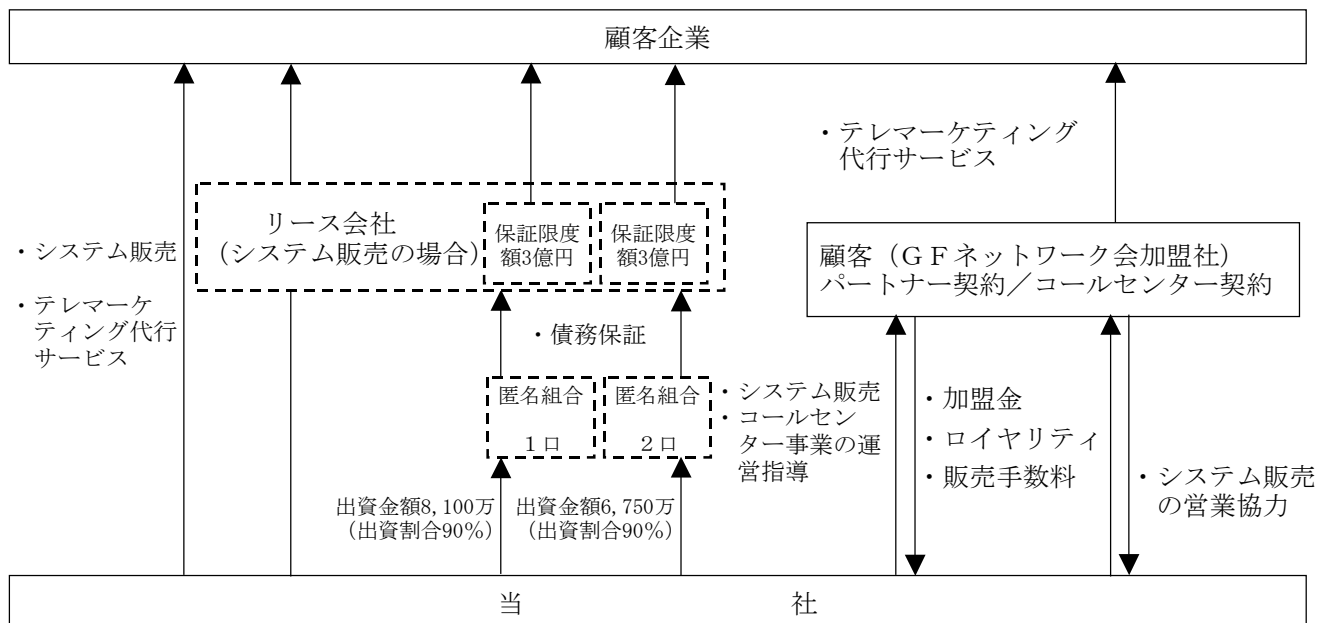 顧客企業
・テレマーケティング
代行サービス
リース会社
(システム販売の場合)
保証限度
額3億円
保証限度
額3億円
・システム販売
・テレマーケ
ティング代行
サービス
顧客（ＧＦネットワーク会加盟社）
パートナー契約／コールセンター契約
・債務保証
匿名組合
１口
匿名組合
２口
・システム販売
・コールセン
ター事業の運
営指導
・加盟金
・ロイヤリティ
・販売手数料
・システム販売
の営業協力
出資金額8,100万
(出資割合90%)
出資金額6,750万
(出資割合90%)
当 社